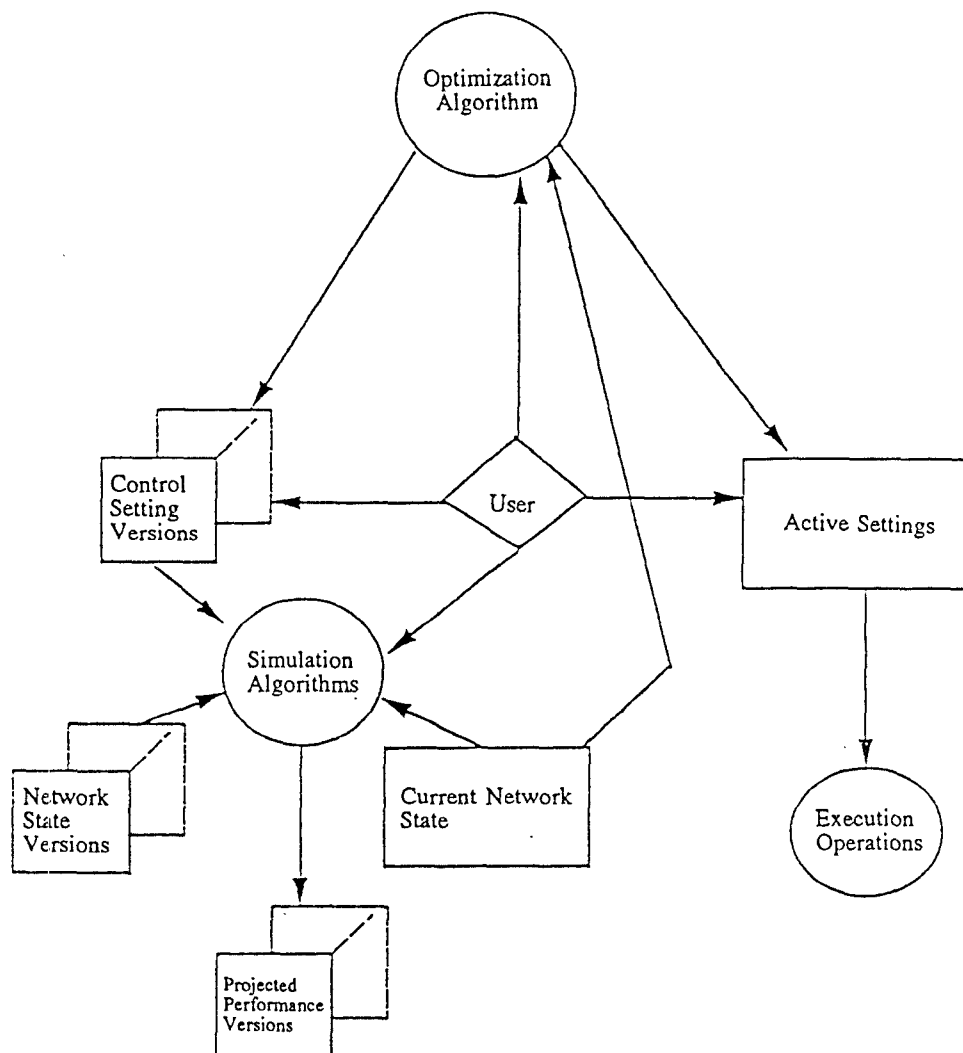 Optimization
Algorithm
Control
Setting
Versions
User
Active Settings
Simulation
Algorithms
Network
State
Versions
Current Network
State
Execution
Operations
Projected
Performance
Versions